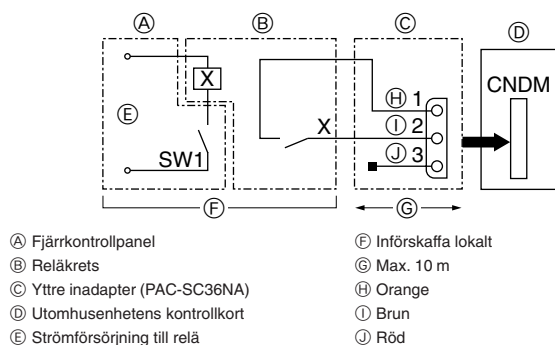 Ⓐ Ⓑ Ⓒ Ⓓ
X
CNDM
Ⓗ 1
Ⓔ X Ⓘ 2
SW1 Ⓙ 3
Ⓕ Ⓖ
Ⓐ Fjärrkontrollpanel
Ⓑ Reläkrets
Ⓒ Yttre inadapter (PAC-SC36NA)
Ⓓ Utomhusenhetens kontrollkort
Ⓔ Strömförsörjning till relä
Ⓕ Införskaffa lokalt
Ⓖ Max. 10 m
Ⓗ Orange
Ⓘ Brun
Ⓙ Röd